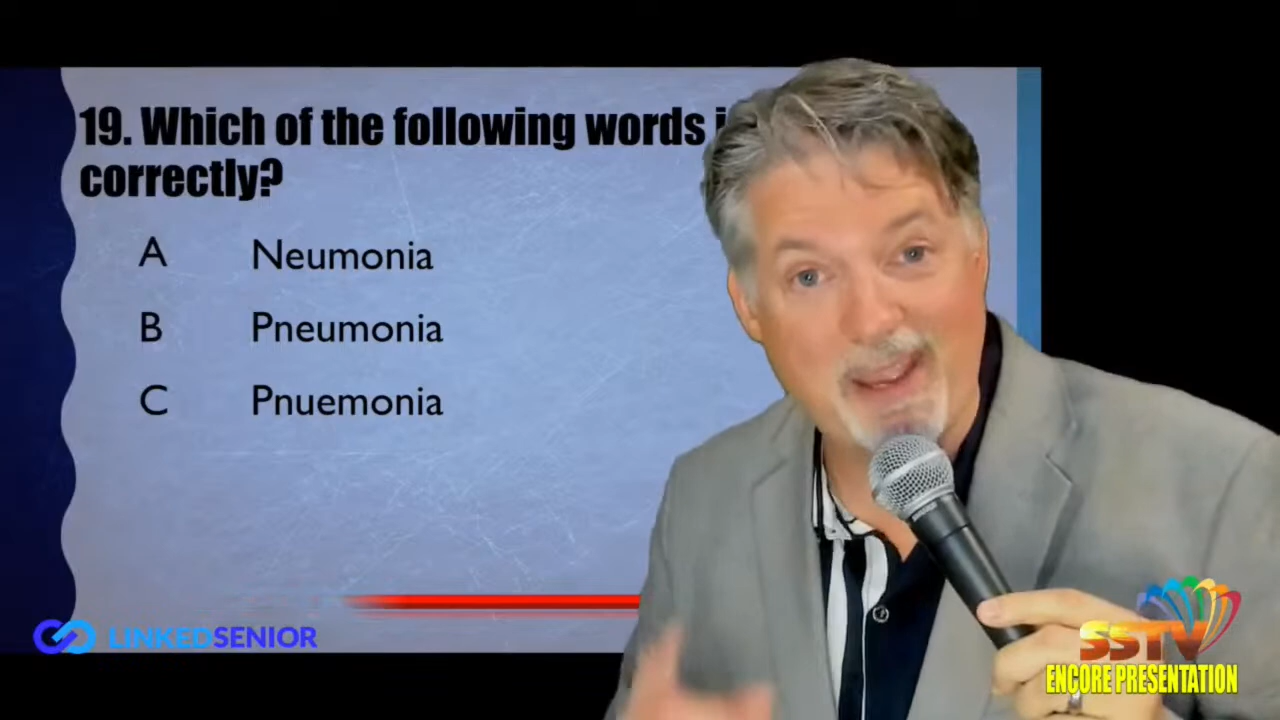 19. Which of the following words
correctly?
A Neumonia
B Pneumonia
C Pnuemonia
LINKEDSENIOR
SSTV
ENCORE PRESENTATION